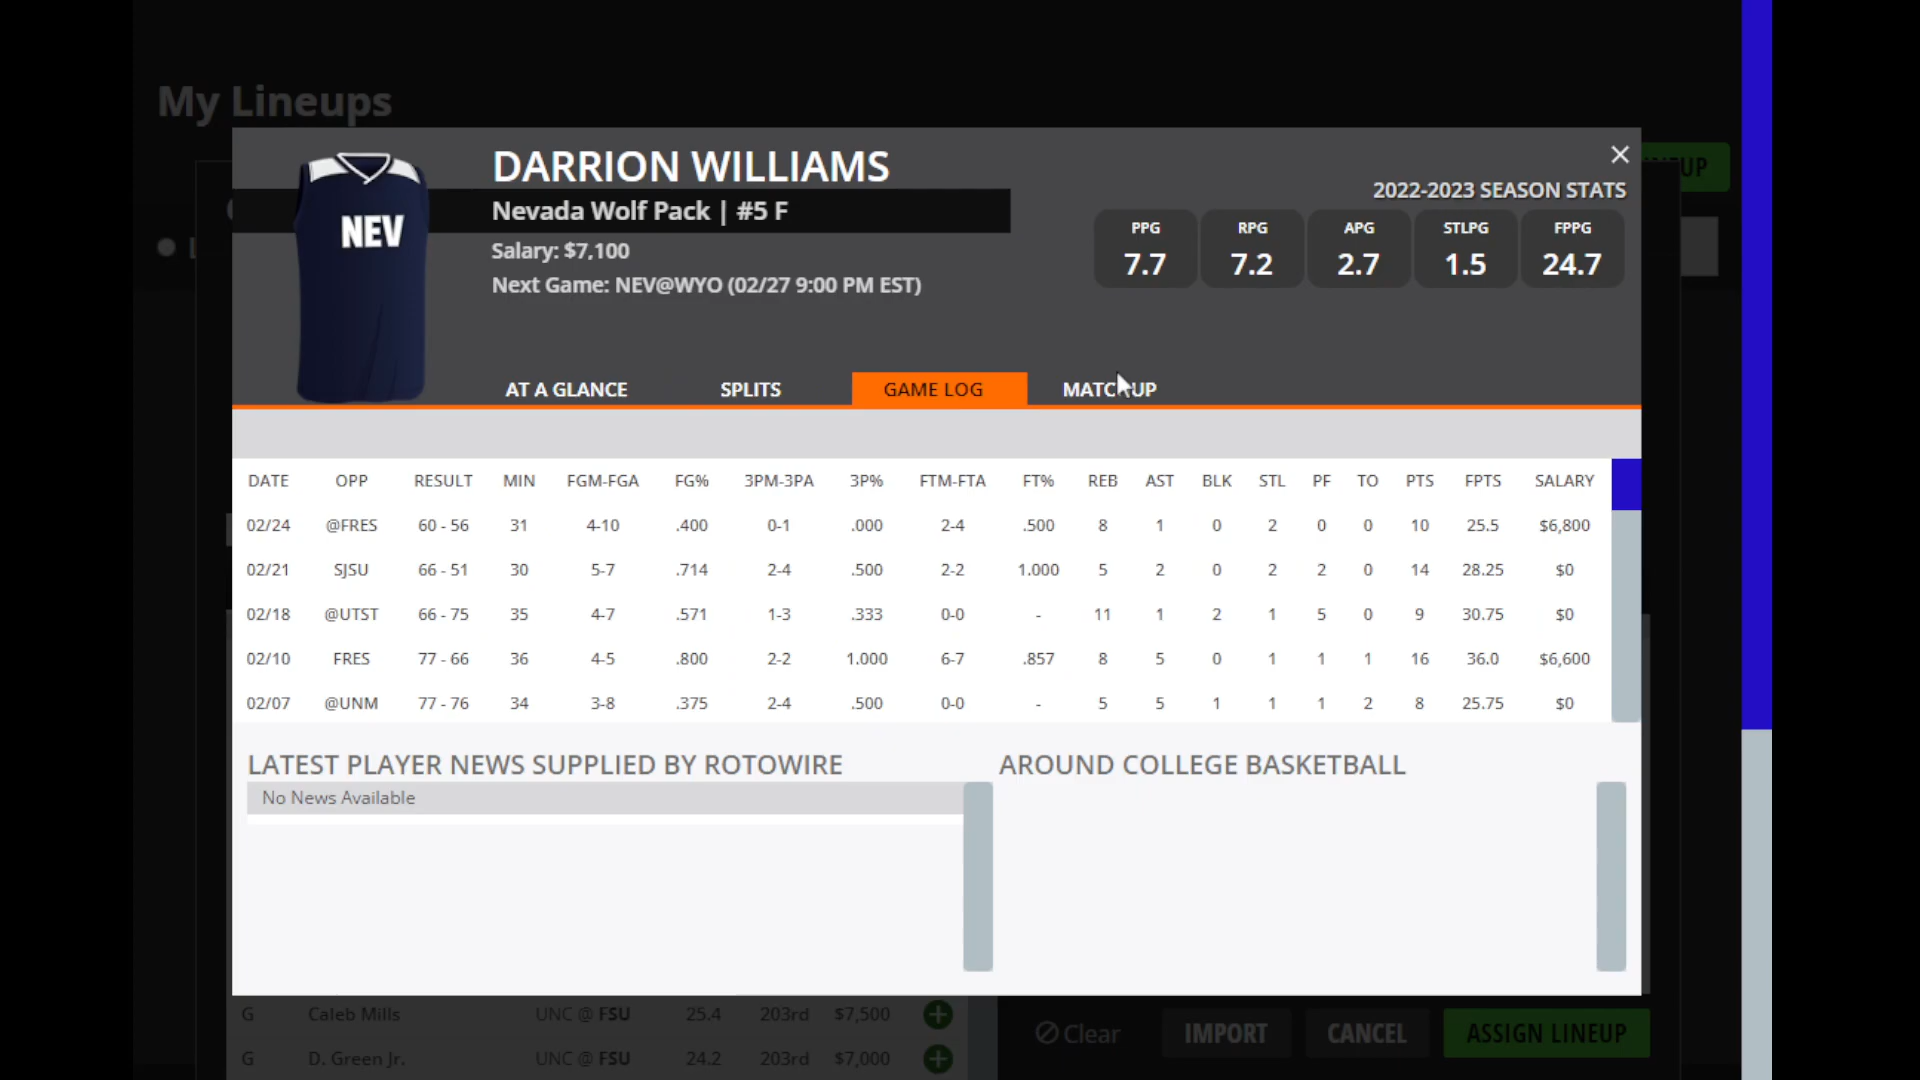 My Lineups
DARRION WILLIAMS
Nevada Wolf Pack | #5 F
NEV
Salary: $7,100
Next Game: NEV@WYO (02/27 9:00 PM EST)
2022-2023 SEASON STATS
PPG RPG APG STLPG FPPG
7.7 7.2 2.7 1.5 24.7
AT A GLANCE SPLITS GAME LOG MATCHUP
DATE OPP RESULT MIN FGM-FGA FG% 3PM-3PA 3P% FTM-FTA FT% REB AST BLK STL PF TO PTS FPTS SALARY
02/24 @FRES 60 - 56 31 4-10 .400 0-1 .000 2-4 .500 8 1 0 2 0 0 10 25.5 $6,800
02/21 SJSU 66 - 51 30 5-7 .714 2-4 .500 2-2 1.000 5 2 0 2 2 0 14 28.25 $0
02/18 @UTST 66 - 75 35 4-7 .571 1-3 .333 0-0 - 11 1 2 1 5 0 9 30.75 $0
02/10 FRES 77 - 66 36 4-5 .800 2-2 1.000 6-7 .857 8 5 0 1 1 1 16 36.0 $6,600
02/07 @UNM 77 - 76 34 3-8 .375 2-4 .500 0-0 - 5 5 1 1 1 2 8 25.75 $0
LATEST PLAYER NEWS SUPPLIED BY ROTOWIRE
No News Available
AROUND COLLEGE BASKETBALL
G Caleb Mills UNC @ FSU 25.4 203rd $7,500
G D. Green Jr. UNC @ FSU 24.2 203rd $7,000
Clear IMPORT CANCEL ASSIGN LINEUP